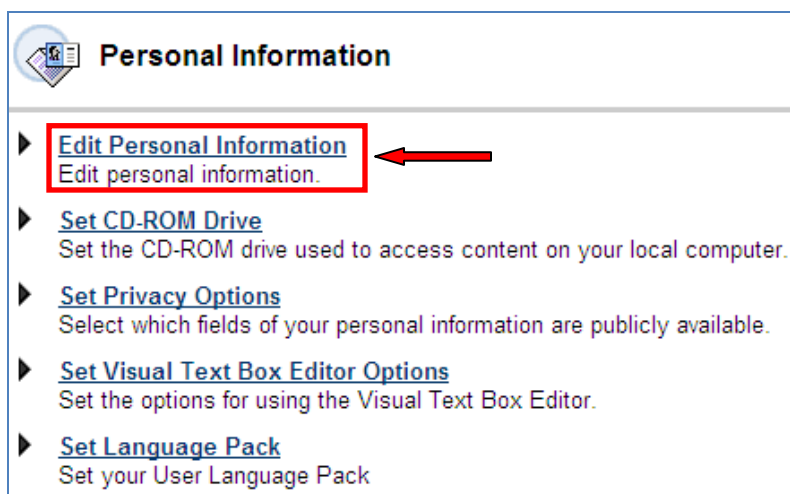 Personal Information
Edit Personal Information
Edit personal information.
Set CD-ROM Drive
Set the CD-ROM drive used to access content on your local computer.
Set Privacy Options
Select which fields of your personal information are publicly available.
Set Visual Text Box Editor Options
Set the options for using the Visual Text Box Editor.
Set Language Pack
Set your User Language Pack